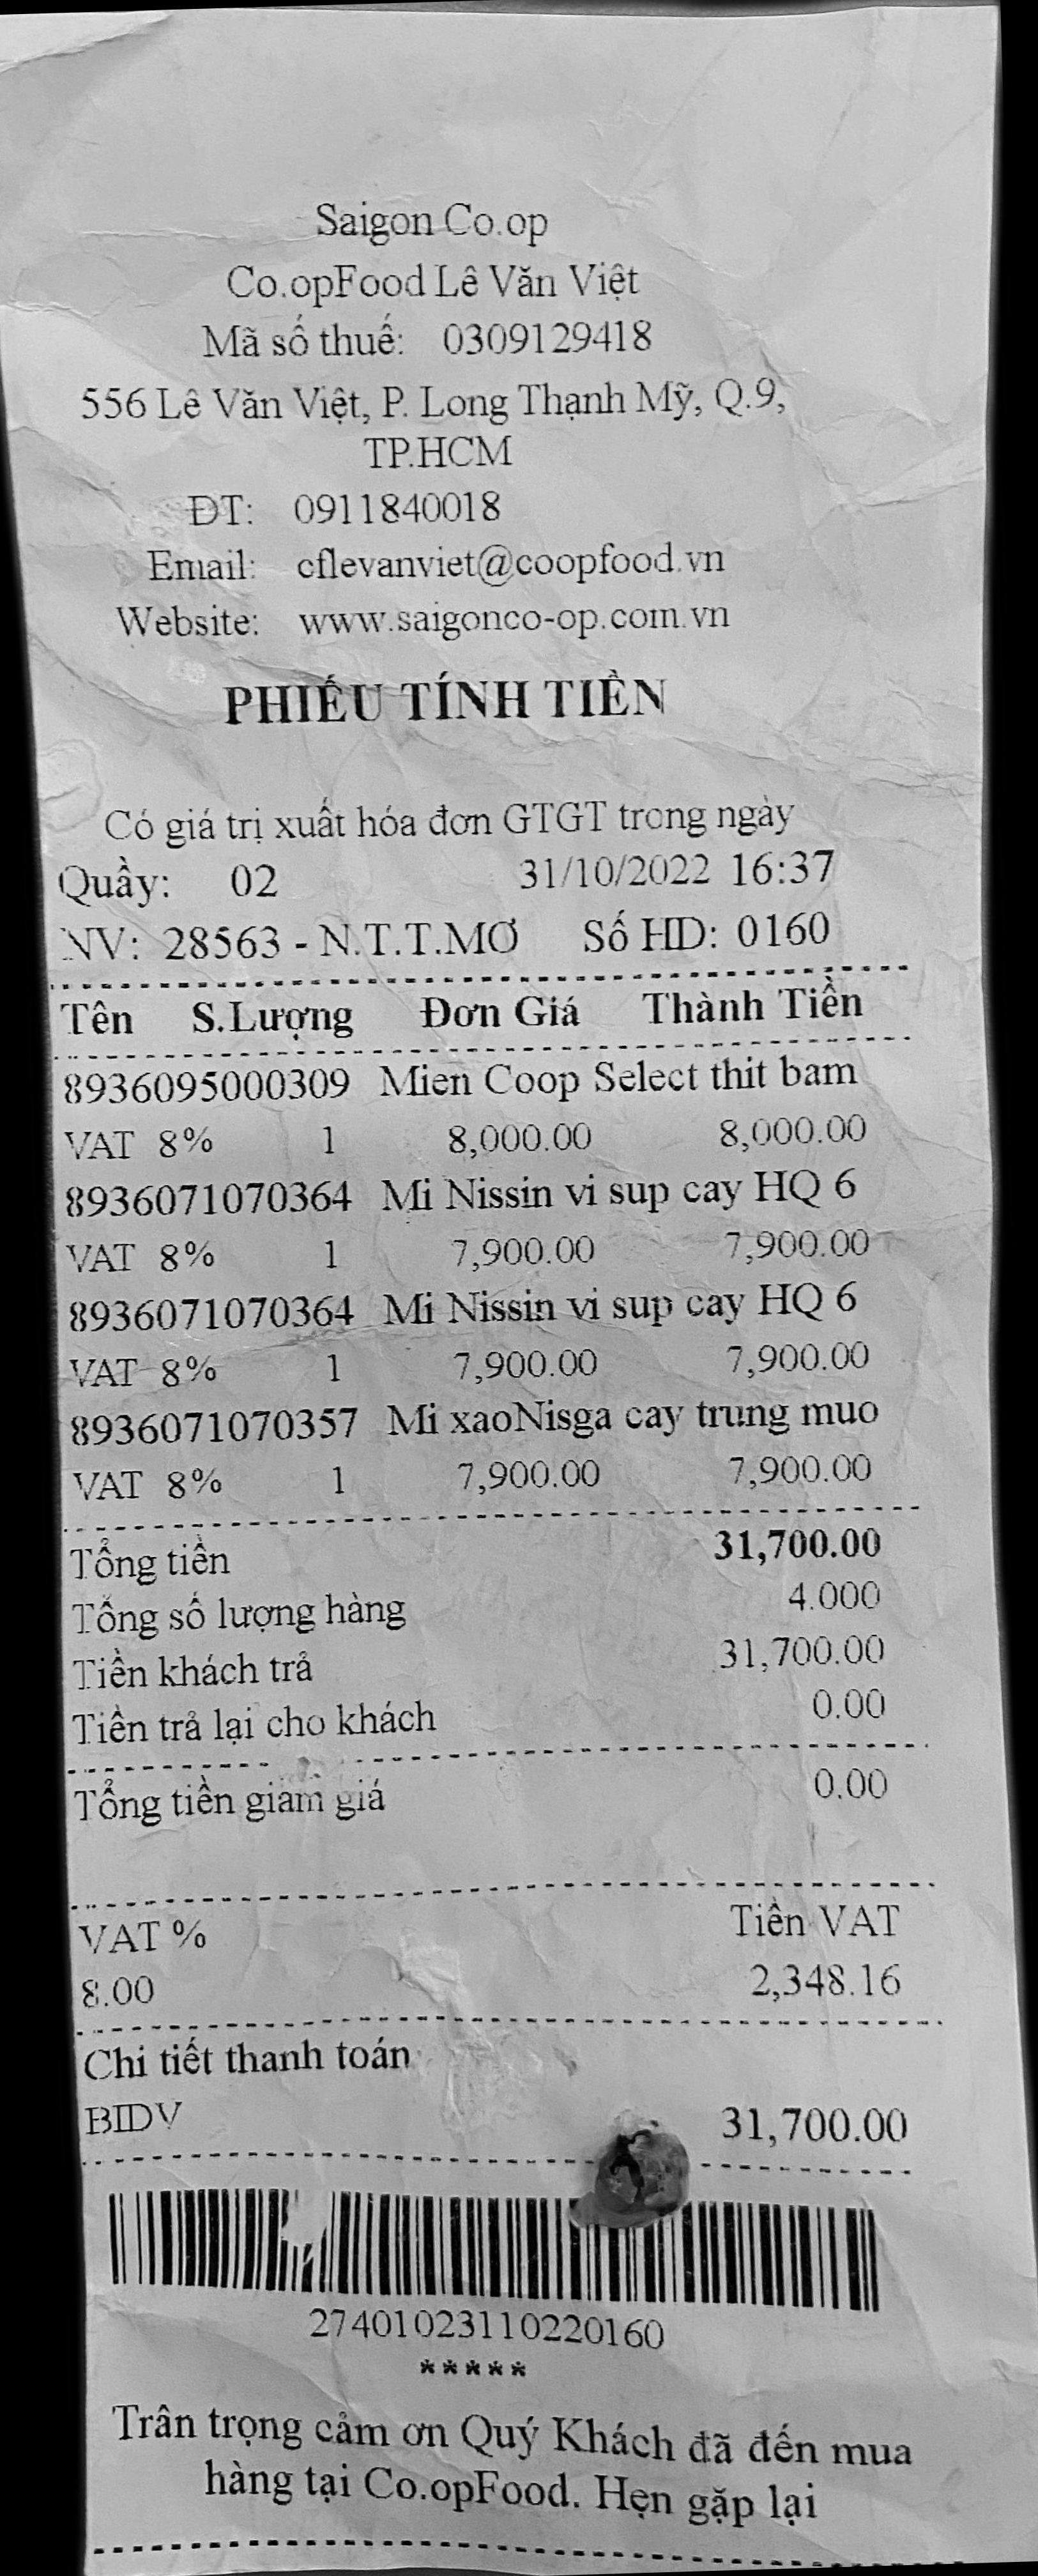 Saigon Co.op
Co.opFood Lê Văn Việt
Mã số thuế: 0309129418
556 Lê Văn Việt, P. Long Thạnh Mỹ, Q.9,
TP.HCM
ĐT: 0911840018
Email: cflevanviet@coopfood.vn
Website: www.saigonco-op.com.vn
PHIẾU TÍNH TIỀN
Có giá trị xuất hóa đơn GTGT trong ngày
Quầy: 02 31/10/2022 16:37
NV: 28563 - N.T.T.MƠ Số HD: 0160
Tên S.Lượng Đơn Giá Thành Tiền
8936095000309 Mien Coop Select thit bam
VAT 8% 1 8,000.00 8,000.00
8936071070364 Mi Nissin vi sup cay HQ 6
VAT 8% 1 7,900.00 7,900.00
8936071070364 Mi Nissin vi sup cay HQ 6
VAT 8% 1 7,900.00 7,900.00
8936071070357 Mi xaoNisga cay trung muo
VAT 8% 1 7,900.00 7,900.00
Tổng tiền 31,700.00
Tổng số lượng hàng 4.000
Tiền khách trả 31,700.00
Tiền trả lại cho khách 0.00
Tổng tiền giảm giá 0.00
VAT % Tiền VAT
8.00 2,348.16
Chi tiết thanh toán
BIDV 31,700.00
27401023110220160
*****
Trân trọng cảm ơn Quý Khách đã đến mua
hàng tại Co.opFood. Hẹn gặp lại